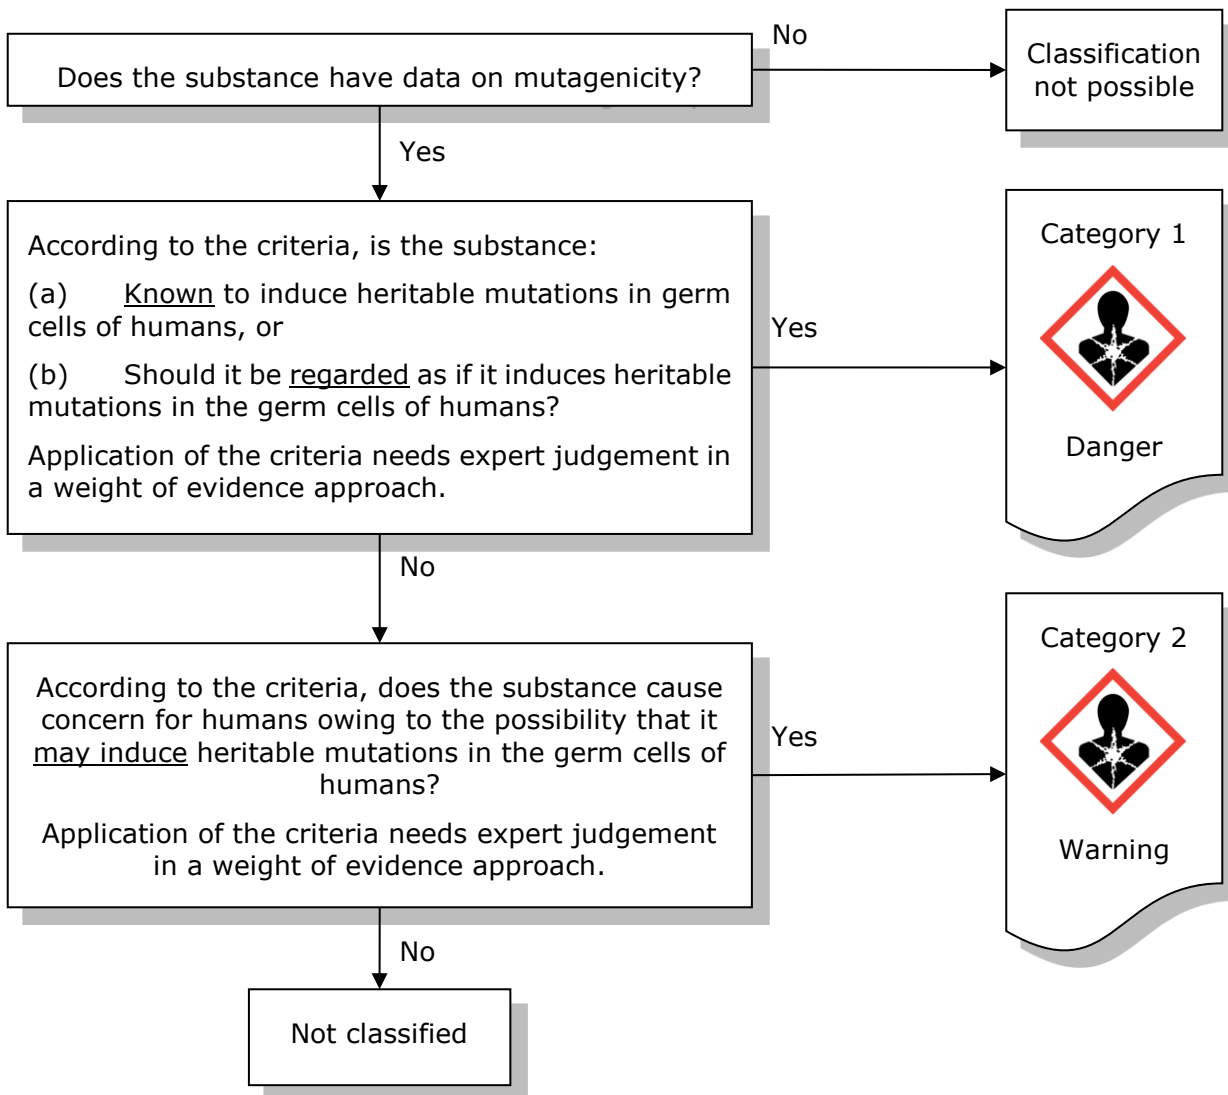 Does the substance have data on mutagenicity?
No
Classification
not possible
Yes
According to the criteria, is the substance:
(a) Known to induce heritable mutations in germ
cells of humans, or
(b) Should it be regarded as if it induces heritable
mutations in the germ cells of humans?
Application of the criteria needs expert judgement in
a weight of evidence approach.
Yes
Category 1
Danger
No
According to the criteria, does the substance cause
concern for humans owing to the possibility that it
may induce heritable mutations in the germ cells of
humans?
Application of the criteria needs expert judgement
in a weight of evidence approach.
Yes
Category 2
Warning
No
Not classified